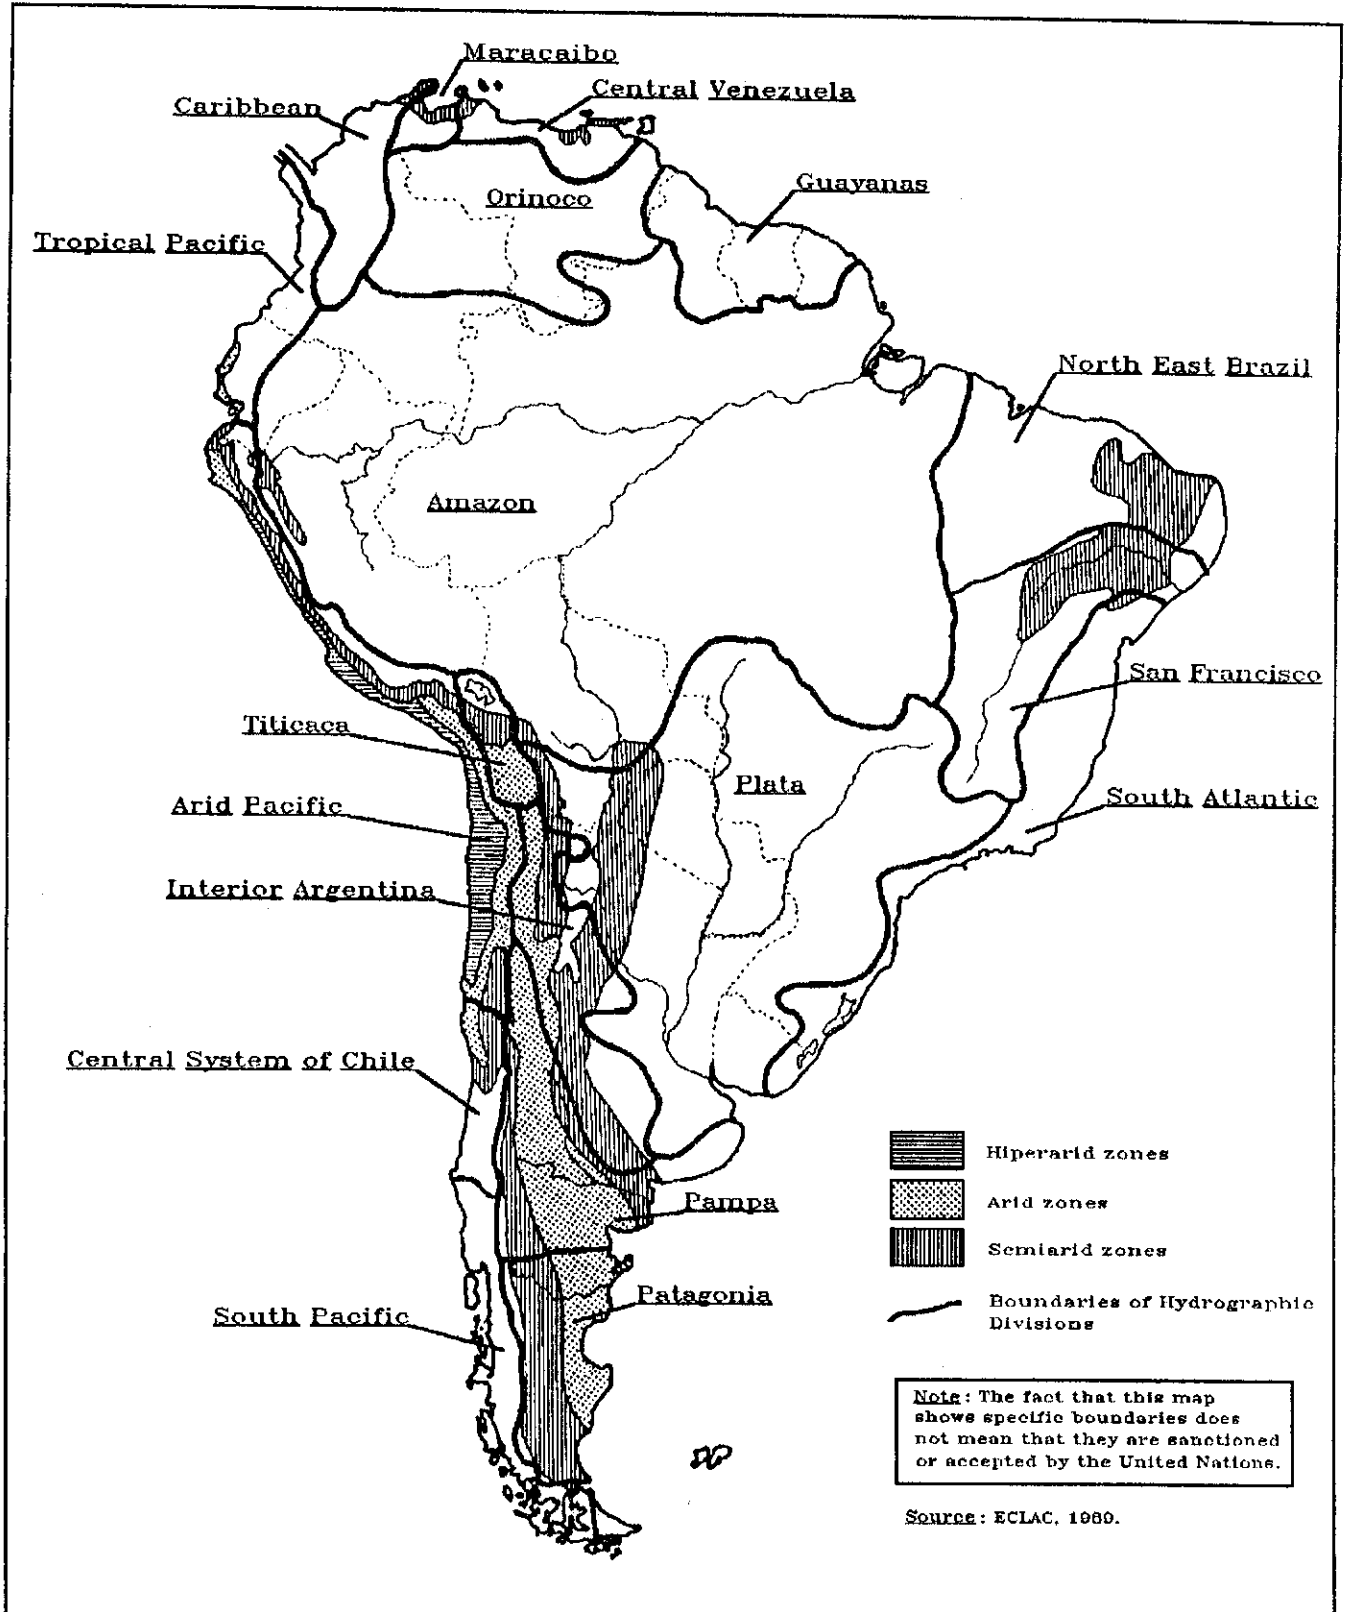 Maracaibo
Central Venezuela
Caribbean
Guayanas
Orinoco
Tropical Pacific
North East Brazil
Amazon
San Francisco
Titicaca
Plata
Arid Pacific
South Atlantic
Interior Argentina
Central System of Chile
Hiperarid zones
Pampa
Arid zones
Semiarid zones
Patagonia
South Pacific
Boundaries of Hydrographic
Divisions
Note: The fact that this map
shows specific boundaries does
not mean that they are sanctioned
or accepted by the United Nations.
Source: ECLAC, 1989.